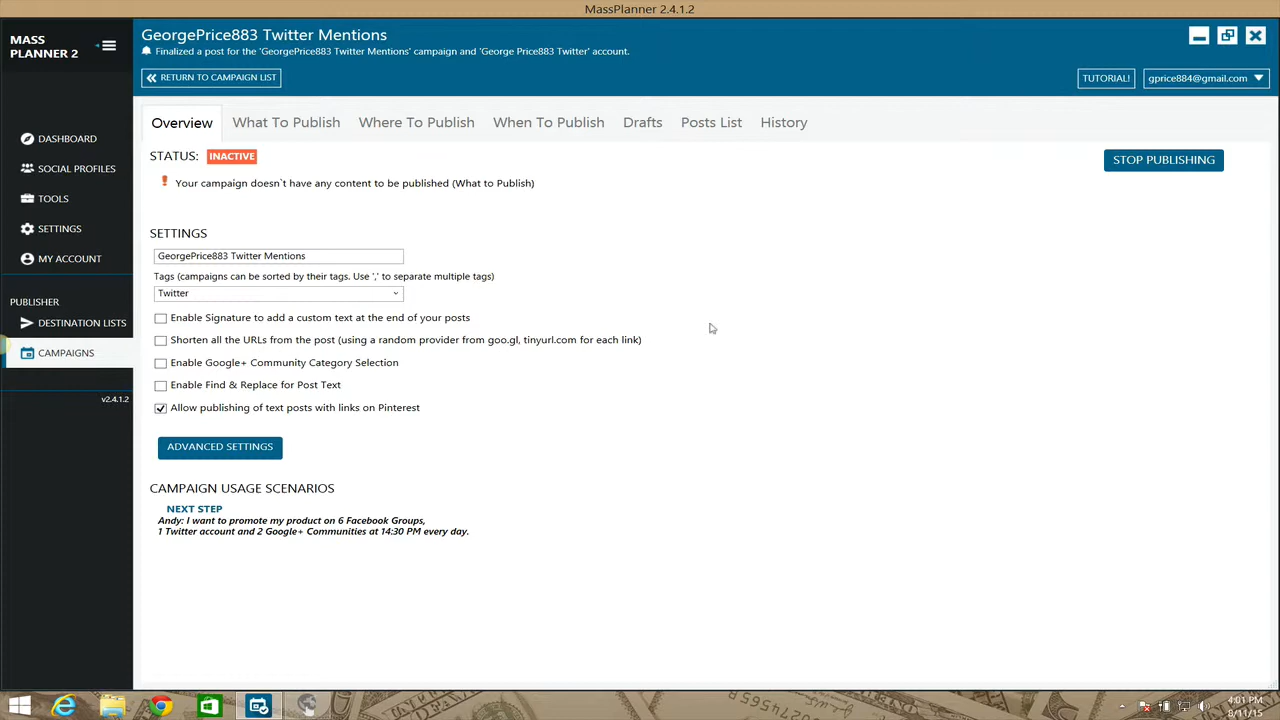 MassPlanner 2.4.1.2
MASS
PLANNER 2
GeorgePrice883 Twitter Mentions
Finalized a post for the 'GeorgePrice883 Twitter Mentions' campaign and 'George Price883 Twitter' account.
RETURN TO CAMPAIGN LIST
TUTORIAL!
gprice884@gmail.com
Overview
What To Publish
Where To Publish
When To Publish
Drafts
Posts List
History
DASHBOARD
SOCIAL PROFILES
TOOLS
SETTINGS
MY ACCOUNT
PUBLISHER
DESTINATION LISTS
CAMPAIGNS
v2.4.1.2
STATUS: INACTIVE
STOP PUBLISHING
Your campaign doesn`t have any content to be published (What to Publish)
SETTINGS
GeorgePrice883 Twitter Mentions
Tags (campaigns can be sorted by their tags. Use ',' to separate multiple tags)
Twitter
Enable Signature to add a custom text at the end of your posts
Shorten all the URLs from the post (using a random provider from goo.gl, tinyurl.com for each link)
Enable Google+ Community Category Selection
Enable Find & Replace for Post Text
Allow publishing of text posts with links on Pinterest
ADVANCED SETTINGS
CAMPAIGN USAGE SCENARIOS
NEXT STEP
Andy: I want to promote my product on 6 Facebook Groups,
1 Twitter account and 2 Google+ Communities at 14:30 PM every day.
4:01 PM
8/11/15